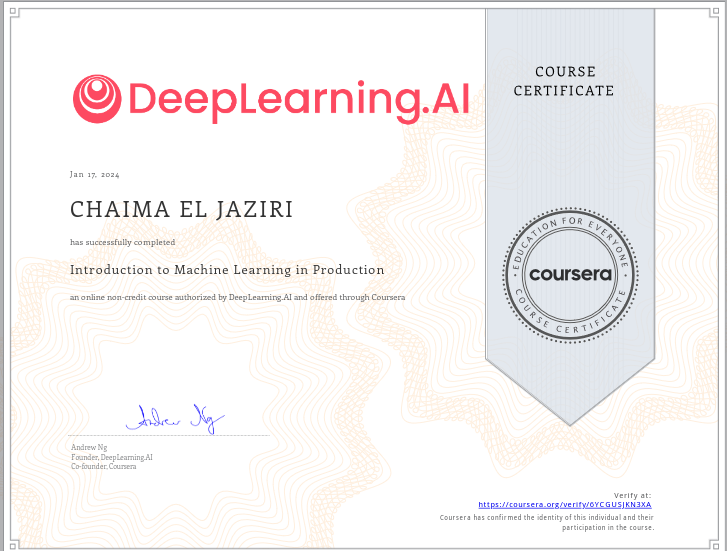 DeepLearning.AI
COURSE
CERTIFICATE
Jan 17, 2024
CHAIMA EL JAZIRI
has successfully completed
Introduction to Machine Learning in Production
an online non-credit course authorized by DeepLearning.AI and offered through Coursera
EDUCATION FOR EVERYONE
coursera
COURSE CERTIFICATE
Andrew Ng
Andrew Ng
Founder, DeepLearning.AI
Co-founder, Coursera
Verify at:
https://coursera.org/verify/6YCGUSJKN3XA
Coursera has confirmed the identity of this individual and their
participation in the course.